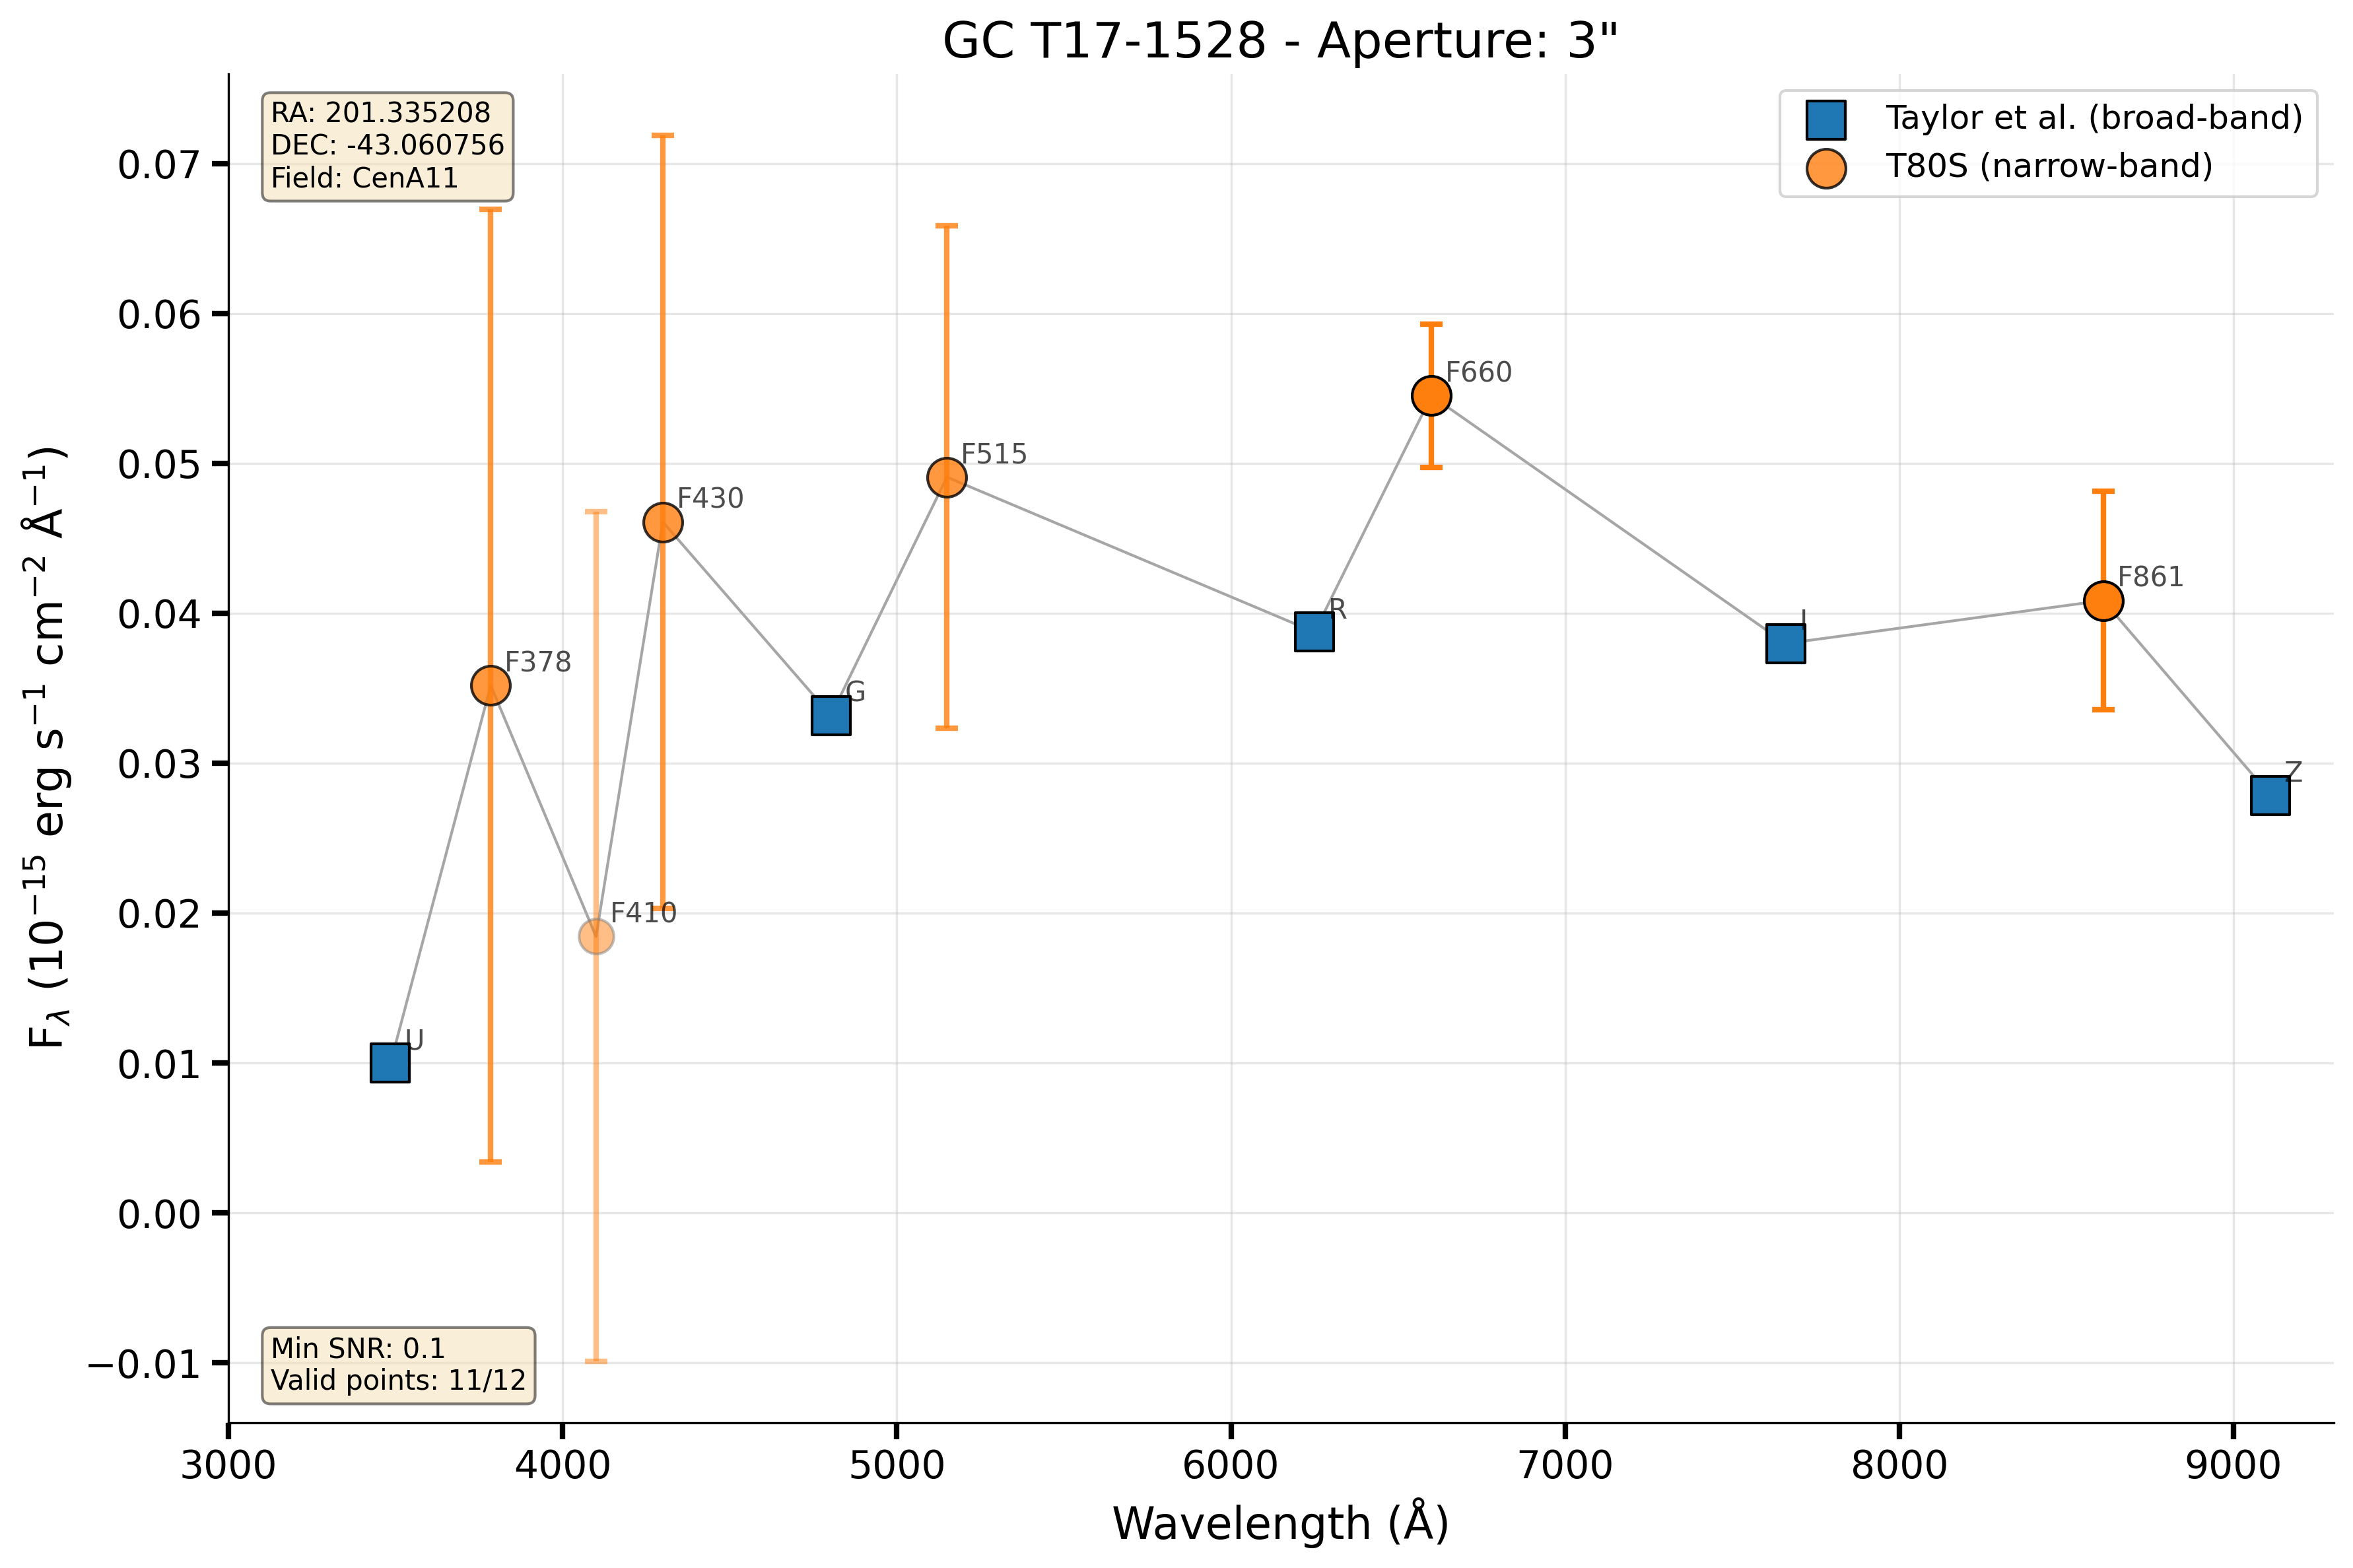 GC T17-1528 - Aperture: 3"
RA: 201.335208
DEC: -43.060756
Field: CenA11
Taylor et al. (broad-band)
T80S (narrow-band)
0.07
0.06
0.05
0.04
0.03
0.02
0.01
0.00
−0.01
F660
F515
F430
F861
F378
R
I
G
Z
F410
U
Min SNR: 0.1
Valid points: 11/12
3000 4000 5000 6000 7000 8000 9000
Wavelength (Å)
Fλ (10⁻¹⁵ erg s⁻¹ cm⁻² Å⁻¹)